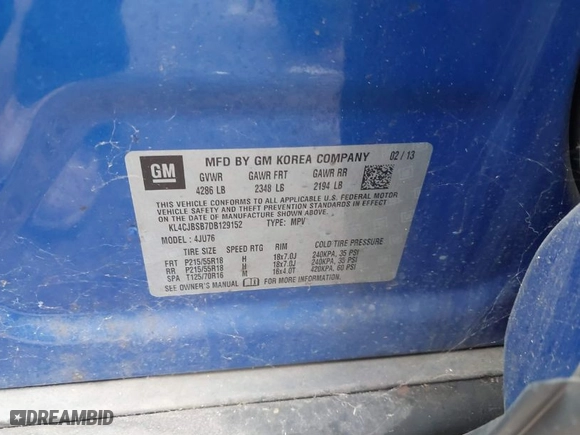 GM
MFD BY GM KOREA COMPANY 02 / 13
GVWR GAWR FRT GAWR RR
4286 LB 2348 LB 2194 LB
THIS VEHICLE CONFORMS TO ALL APPLICABLE U.S. FEDERAL MOTOR
VEHICLE SAFETY, BUMPER, AND THEFT PREVENTION STANDARDS IN
EFFECT ON THE DATE OF MANUFACTURE SHOWN ABOVE.
KL4CJBSB7DB129152 TYPE: MPV
MODEL : 4JU76
TIRE SIZE SPEED RTG RIM COLD TIRE PRESSURE
FRT P215/55R18 H 18x7.0J 240KPA, 35 PSI
RR P215/55R18 H 18x7.0J 240KPA, 35 PSI
SPA T125/70R16 M 16x4.0T 420KPA, 60 PSI
SEE OWNER'S MANUAL FOR MORE INFORMATION.
DREAMBID